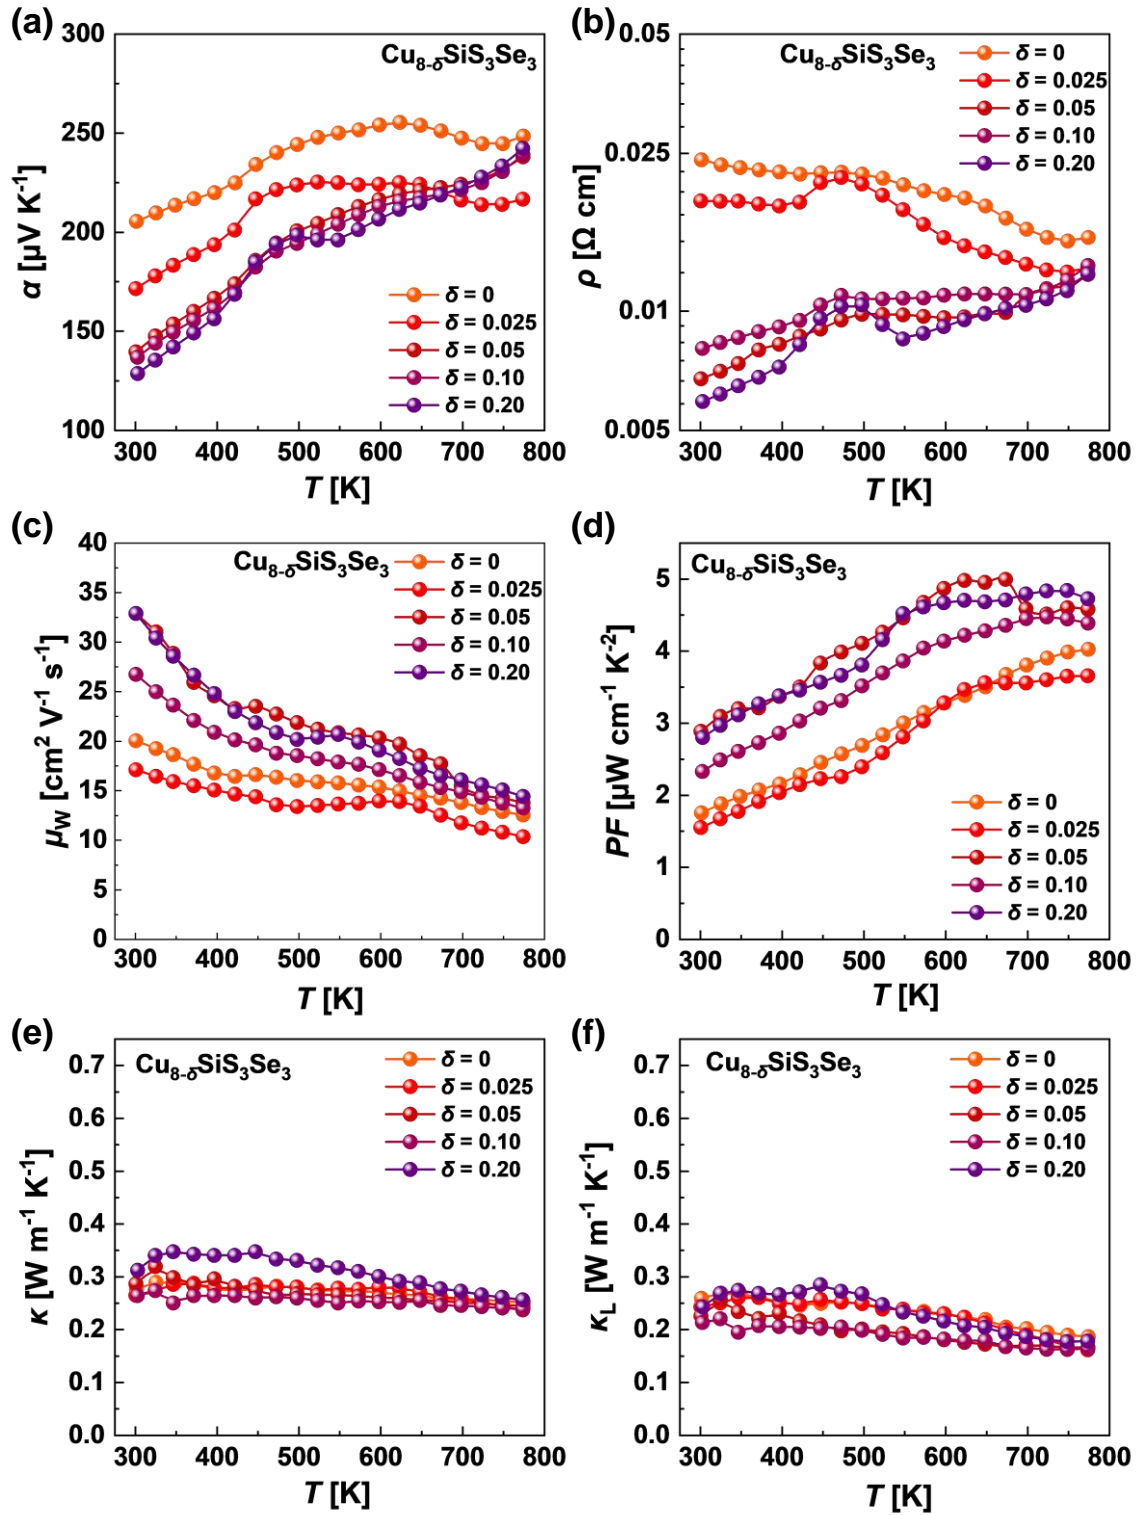 (a)
300
250
200
150
100
α [μV K⁻¹]
Cu₈₋δSiS₃Se₃
δ = 0
δ = 0.025
δ = 0.05
δ = 0.10
δ = 0.20
300 400 500 600 700 800
T [K]
(b)
0.05
0.025
0.01
0.005
ρ [Ω cm]
Cu₈₋δSiS₃Se₃
δ = 0
δ = 0.025
δ = 0.05
δ = 0.10
δ = 0.20
300 400 500 600 700 800
T [K]
(c)
40
35
30
25
20
15
10
5
0
μW [cm² V⁻¹ s⁻¹]
Cu₈₋δSiS₃Se₃
δ = 0
δ = 0.025
δ = 0.05
δ = 0.10
δ = 0.20
300 400 500 600 700 800
T [K]
(d)
5
4
3
2
1
0
PF [μW cm⁻¹ K⁻²]
Cu₈₋δSiS₃Se₃
δ = 0
δ = 0.025
δ = 0.05
δ = 0.10
δ = 0.20
300 400 500 600 700 800
T [K]
(e)
0.7
0.6
0.5
0.4
0.3
0.2
0.1
0.0
κ [W m⁻¹ K⁻¹]
Cu₈₋δSiS₃Se₃
δ = 0
δ = 0.025
δ = 0.05
δ = 0.10
δ = 0.20
300 400 500 600 700 800
T [K]
(f)
0.7
0.6
0.5
0.4
0.3
0.2
0.1
0.0
κL [W m⁻¹ K⁻¹]
Cu₈₋δSiS₃Se₃
δ = 0
δ = 0.025
δ = 0.05
δ = 0.10
δ = 0.20
300 400 500 600 700 800
T [K]